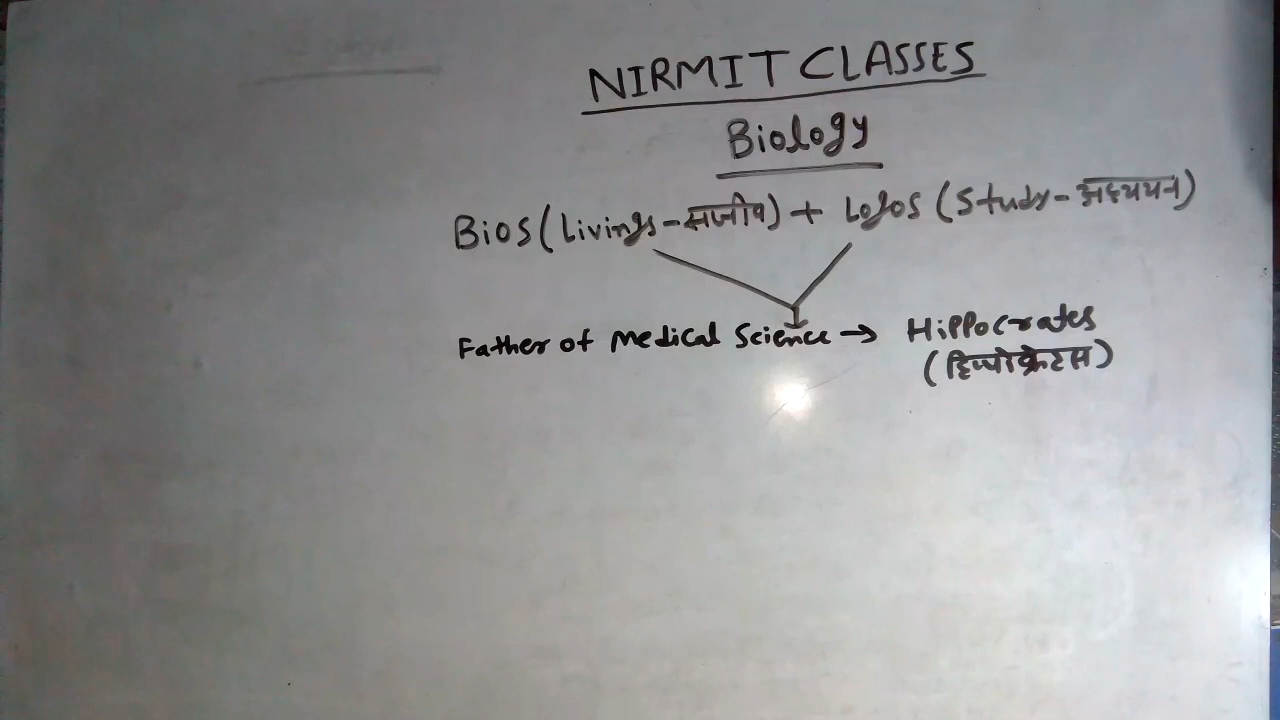 NIRMIT CLASSES
Biology
Bios (Livings - सजीव) + Logos (Study - अध्ययन)
Father of Medical Science → Hippocrates
(हिप्पोक्रेटस)